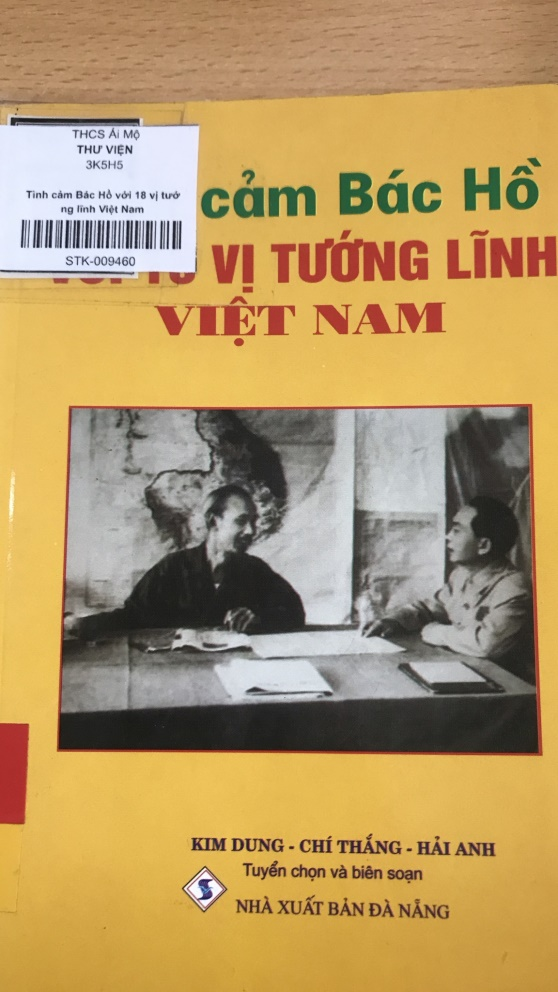 THCS Ái Mộ
THƯ VIỆN
3K5H5
Tình cảm Bác Hồ với 18 vị tướ
ng lĩnh Việt Nam
STK-009460
cảm Bác Hồ
VỊ TƯỚNG LĨNH
VIỆT NAM
KIM DUNG - CHÍ THẮNG - HẢI ANH
Tuyển chọn và biên soạn
NHÀ XUẤT BẢN ĐÀ NẴNG